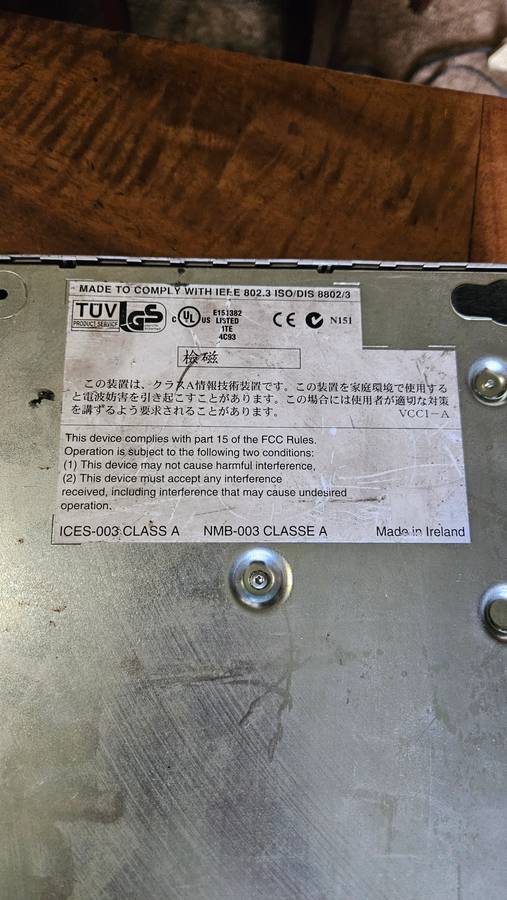 MADE TO COMPLY WITH IEEE 802.3 ISO/DIS 8802/3
TÜV GS
PRODUCT SERVICE
c UL US E151382
LISTED
1TE
4C93
CE N151
檢磁
この装置は、クラスA情報技術装置です。この装置を家庭環境で使用する
と電波妨害を引き起こすことがあります。この場合には使用者が適切な対策
を講ずるよう要求されることがあります。 VCCI-A
This device complies with part 15 of the FCC Rules.
Operation is subject to the following two conditions:
(1) This device may not cause harmful interference,
(2) This device must accept any interference
received, including interference that may cause undesired
operation.
ICES-003 CLASS A NMB-003 CLASSE A Made in Ireland